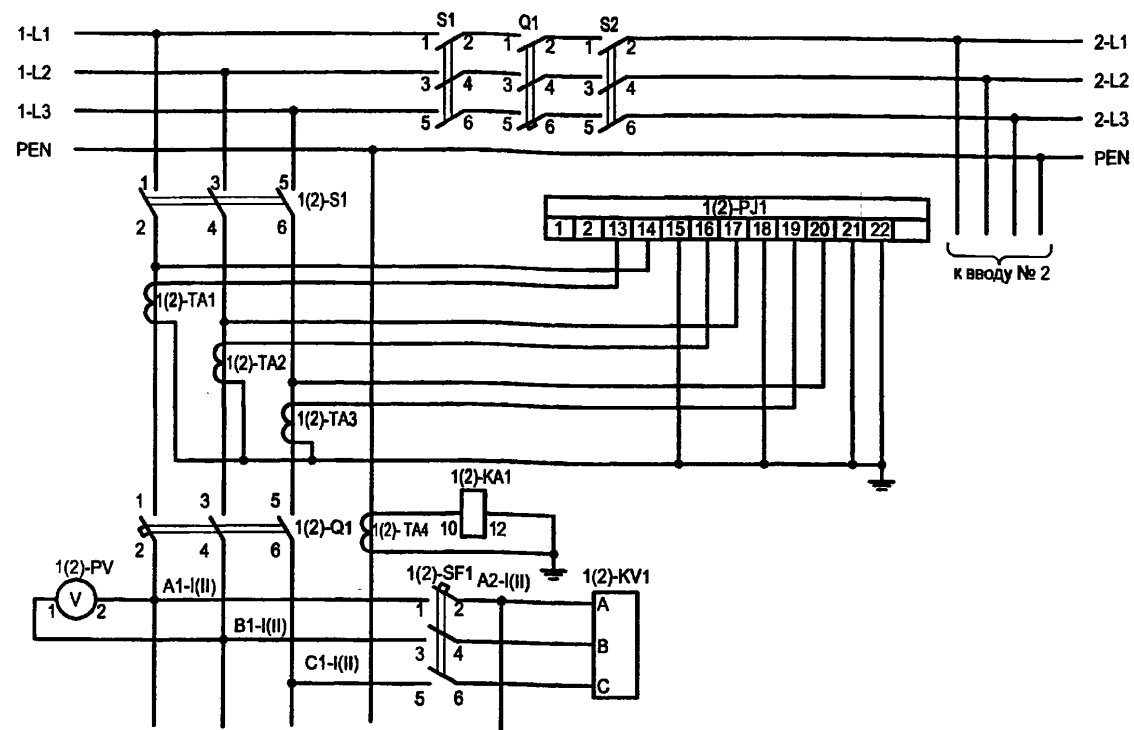 S1 Q1 S2
1-L1 1 2 1 2 1 2 2-L1
1-L2 3 4 3 4 3 4 2-L2
1-L3 5 6 5 6 5 6 2-L3
PEN PEN
1 3 5 1(2)-S1
2 4 6
1(2)-PJ1
1 2 13 14 15 16 17 18 19 20 21 22
к вводу № 2
1(2)-TA1
1(2)-TA2
1(2)-TA3
1(2)-KA1
1 3 5
2 4 6 1(2)-Q1 1(2)-TA4 10 12
1(2)-PV A1-I(II) 1(2)-SF1 A2-I(II) 1(2)-KV1
1 V 2 1 2 A
B1-I(II) 3 4 B
C1-I(II) 5 6 C